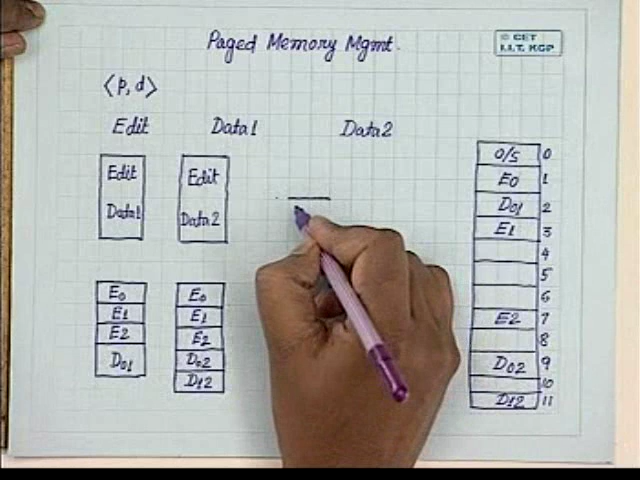 Paged Memory Mgmt.
© CET
I.I.T. KGP
<p, d>
Edit Data1 Data2
Edit
Data1
Edit
Data2
E0
E1
E2
D01
E0
E1
E2
D02
D12
O/S 0
E0 1
D01 2
E1 3
4
5
6
E2 7
8
D02 9
10
D12 11